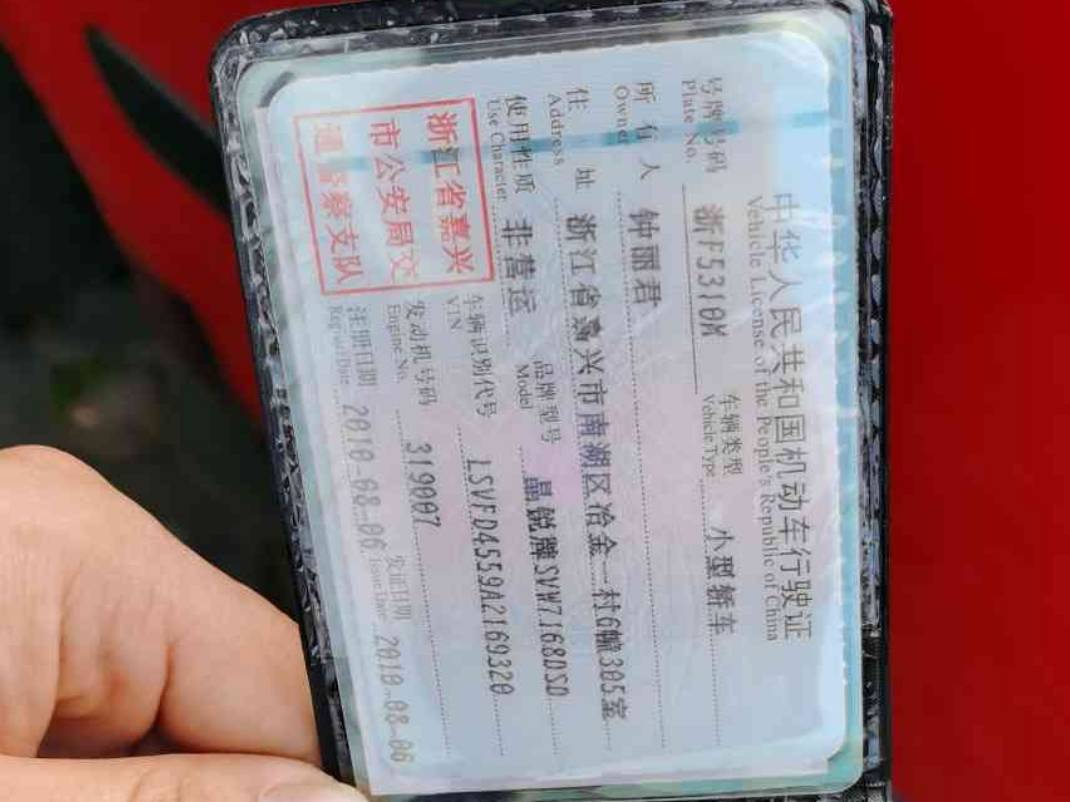 中华人民共和国机动车行驶证
Vehicle License of the People's Republic of China
号牌号码 浙F5310M 车辆类型 小型轿车
Plate No. Vehicle Type
所有人 钟丽君
Owner
住址 浙江省嘉兴市南湖区冶金一村6幢305室
Address
使用性质 非营运 品牌型号 晶锐牌SVW7168DSD
Use Character Model
浙江省嘉兴
市公安局交
通警察支队
车辆识别代号 LSVFD4559A2169320
VIN
发动机号码 319007
Engine No.
注册日期 2010-08-06 发证日期 2010-08-06
Register Date Issue Date